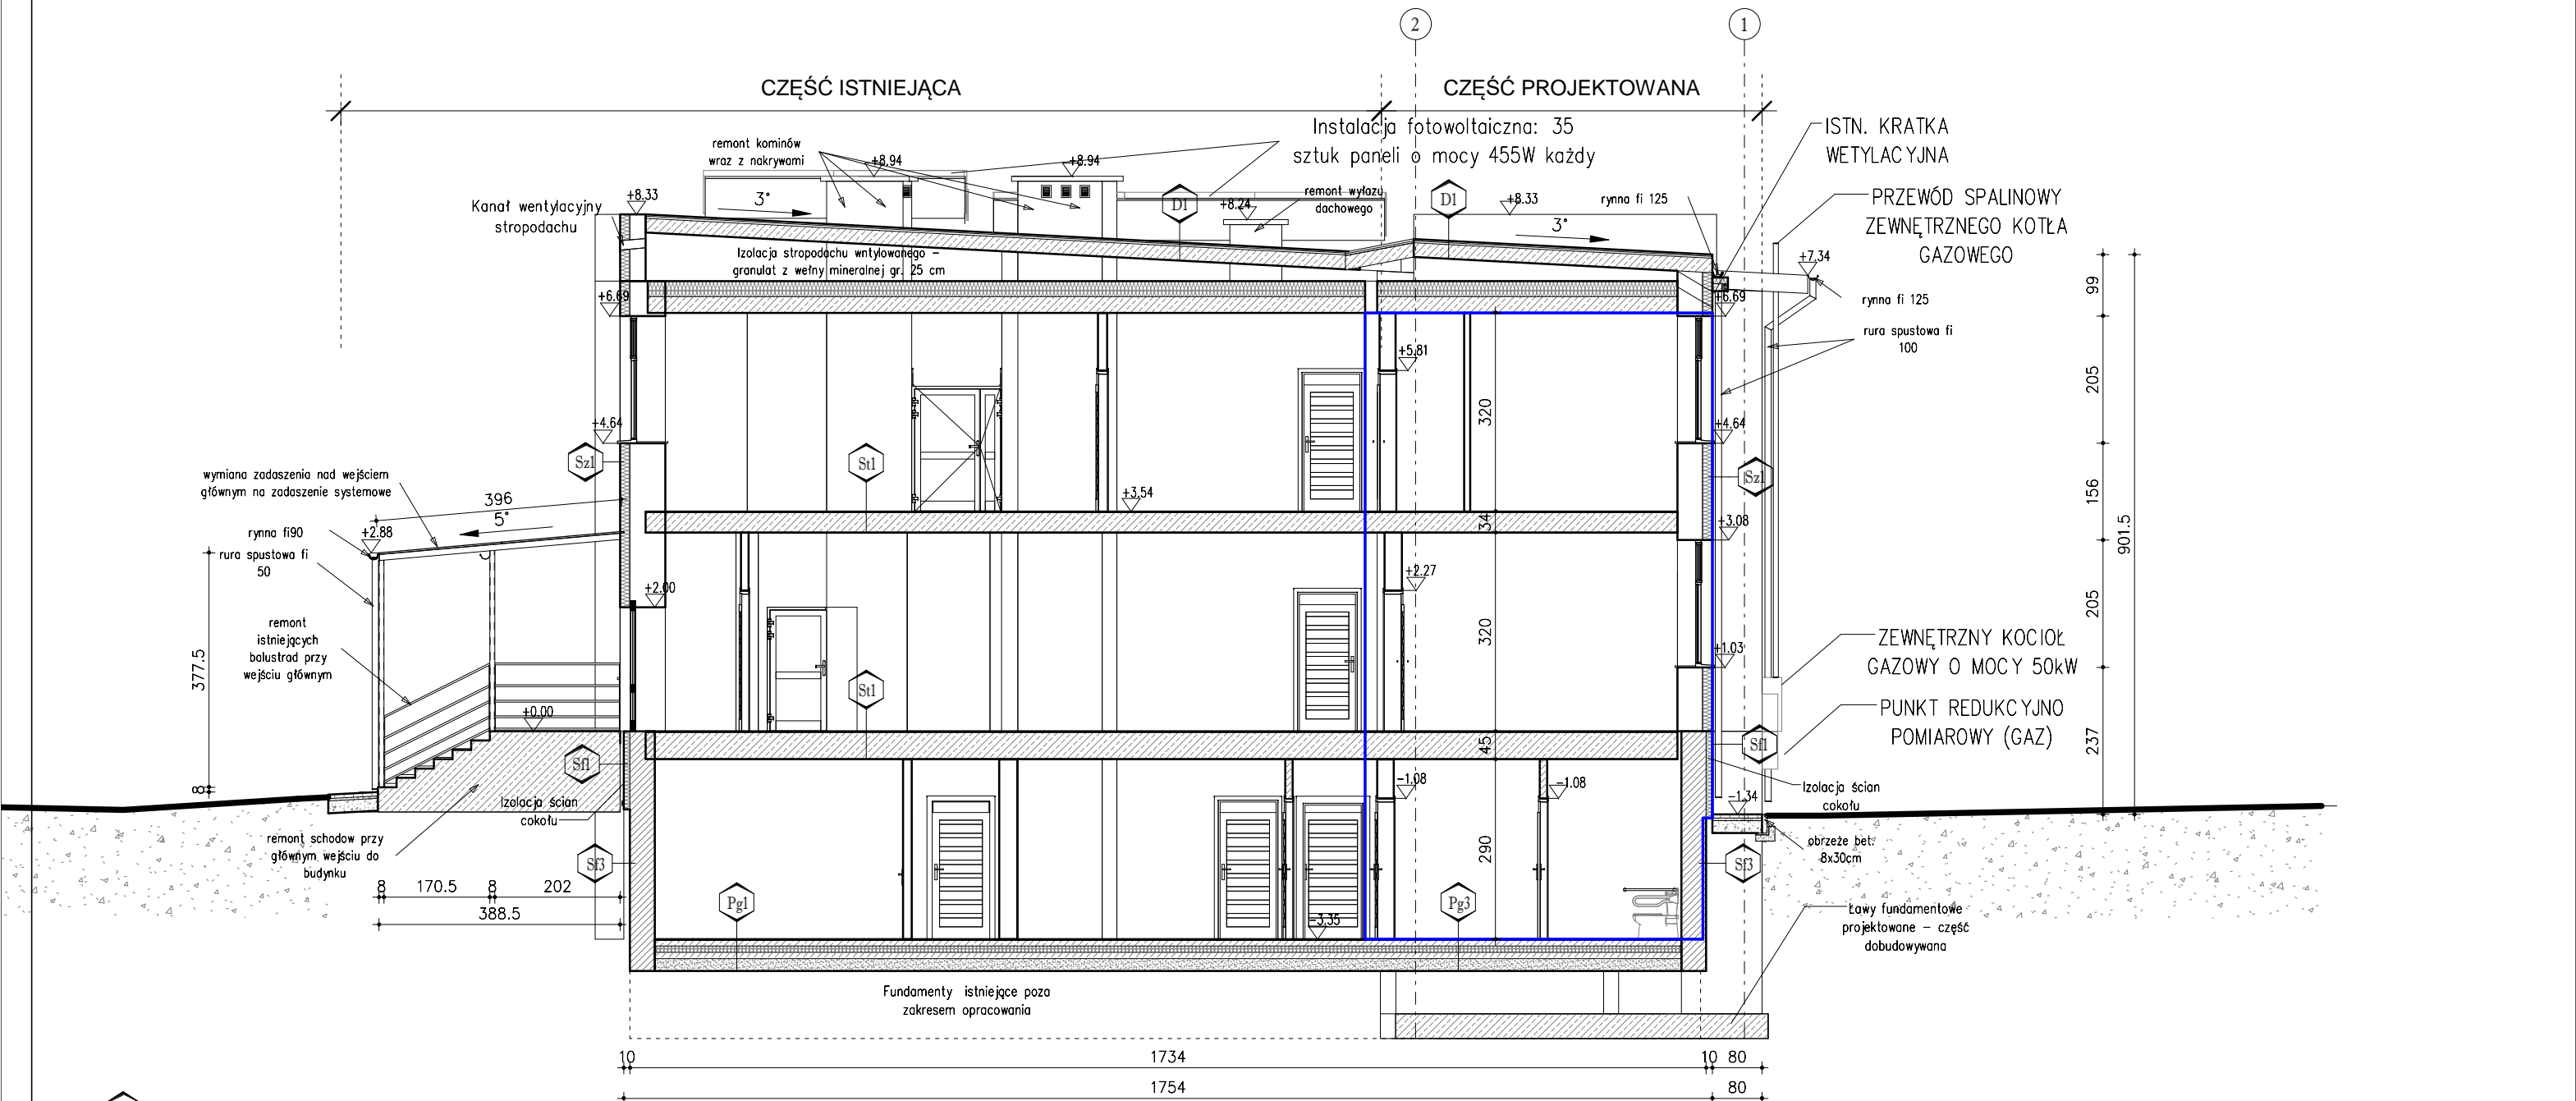 2
1
CZĘŚĆ ISTNIEJĄCA
CZĘŚĆ PROJEKTOWANA
Instalacja fotowoltaiczna: 35
sztuk paneli o mocy 455W każdy
ISTN. KRATKA
WETYLACYJNA
remont kominów
wraz z nakrywami
+8.94
+8.94
PRZEWÓD SPALINOWY
ZEWNĘTRZNEGO KOTŁA
GAZOWEGO
Kanał wentylacyjny
stropodachu
+8.33
3°
D1
+8.24
remont wyłazu
dachowego
D1
+8.33
3°
rynna fi 125
Izolacja stropodachu wntylowanego –
granulat z wełny mineralnej gr. 25 cm
+7.34
+6.69
+6.69
rynna fi 125
rura spustowa fi
100
99
+5.81
320
205
+4.64
+4.64
Sz1
St1
Sz1
wymiana zadaszenia nad wejściem
głównym na zadaszenie systemowe
396
5°
+3.54
34
156
+3.08
901.5
rynna fi90
+2.88
rura spustowa fi
50
+2.00
+2.27
205
remont
istniejących
balustrad przy
wejściu głównym
377.5
320
+1.03
ZEWNĘTRZNY KOCIOŁ
GAZOWY O MOCY 50kW
St1
+0.00
PUNKT REDUKCYJNO
POMIAROWY (GAZ)
45
Sf1
Sf1
237
8
-1.08
-1.08
Izolacja ścian
cokołu
Izolacja ścian
cokołu
-1.34
remont schodow przy
głównym wejściu do
budynku
obrzeże bet.
8x30cm
Sf3
290
Sf3
8
170.5
8
202
388.5
Pg1
Pg3
-3.35
Ławy fundamentowe
projektowane – część
dobudowywana
Fundamenty istniejące poza
zakresem opracowania
10
1734
10
80
1754
80